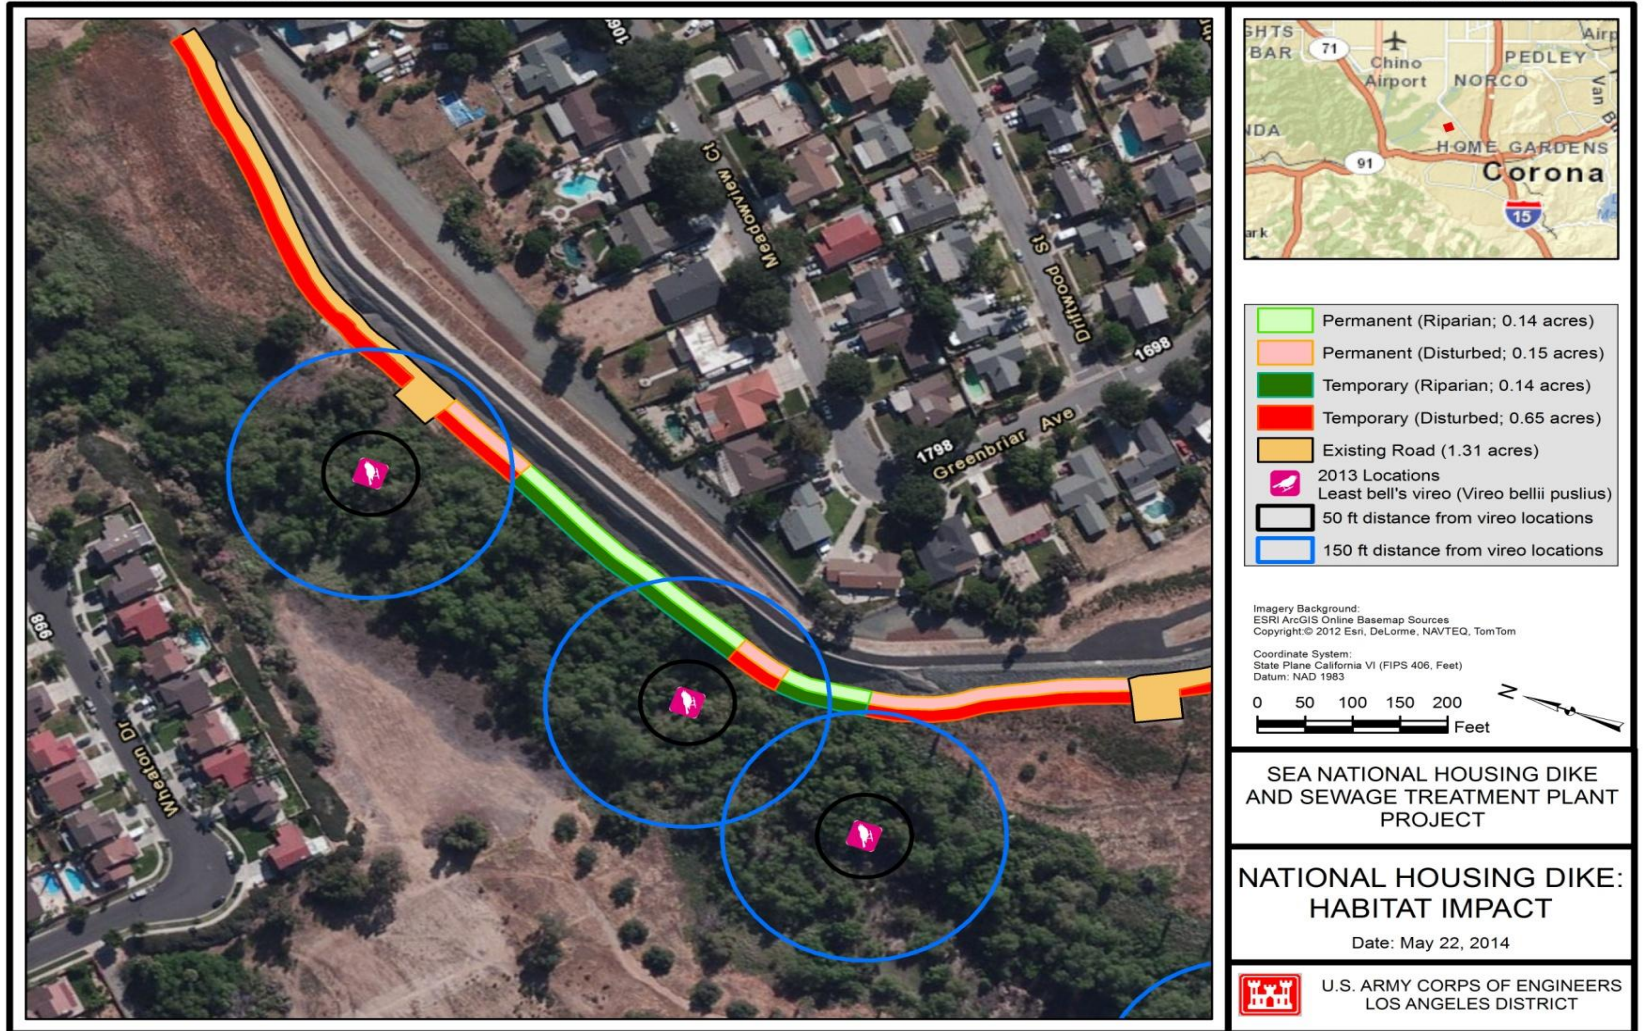 1062
Meadowview Ct
Driftwood St
1698
1798
Greenbriar Ave
998
Wheaton Dr
GHTS
BAR
71
Chino
Airport
Airp
PEDLEY
NORCO
Van
NDA
HOME GARDENS
91
Corona
15
ark
Permanent (Riparian; 0.14 acres)
Permanent (Disturbed; 0.15 acres)
Temporary (Riparian; 0.14 acres)
Temporary (Disturbed; 0.65 acres)
Existing Road (1.31 acres)
2013 Locations
Least bell's vireo (Vireo bellii puslius)
50 ft distance from vireo locations
150 ft distance from vireo locations
Imagery Background:
ESRI ArcGIS Online Basemap Sources
Copyright:© 2012 Esri, DeLorme, NAVTEQ, TomTom
Coordinate System:
State Plane California VI (FIPS 406, Feet)
Datum: NAD 1983
0 50 100 150 200
Feet
N
SEA NATIONAL HOUSING DIKE
AND SEWAGE TREATMENT PLANT
PROJECT
NATIONAL HOUSING DIKE:
HABITAT IMPACT
Date: May 22, 2014
U.S. ARMY CORPS OF ENGINEERS
LOS ANGELES DISTRICT